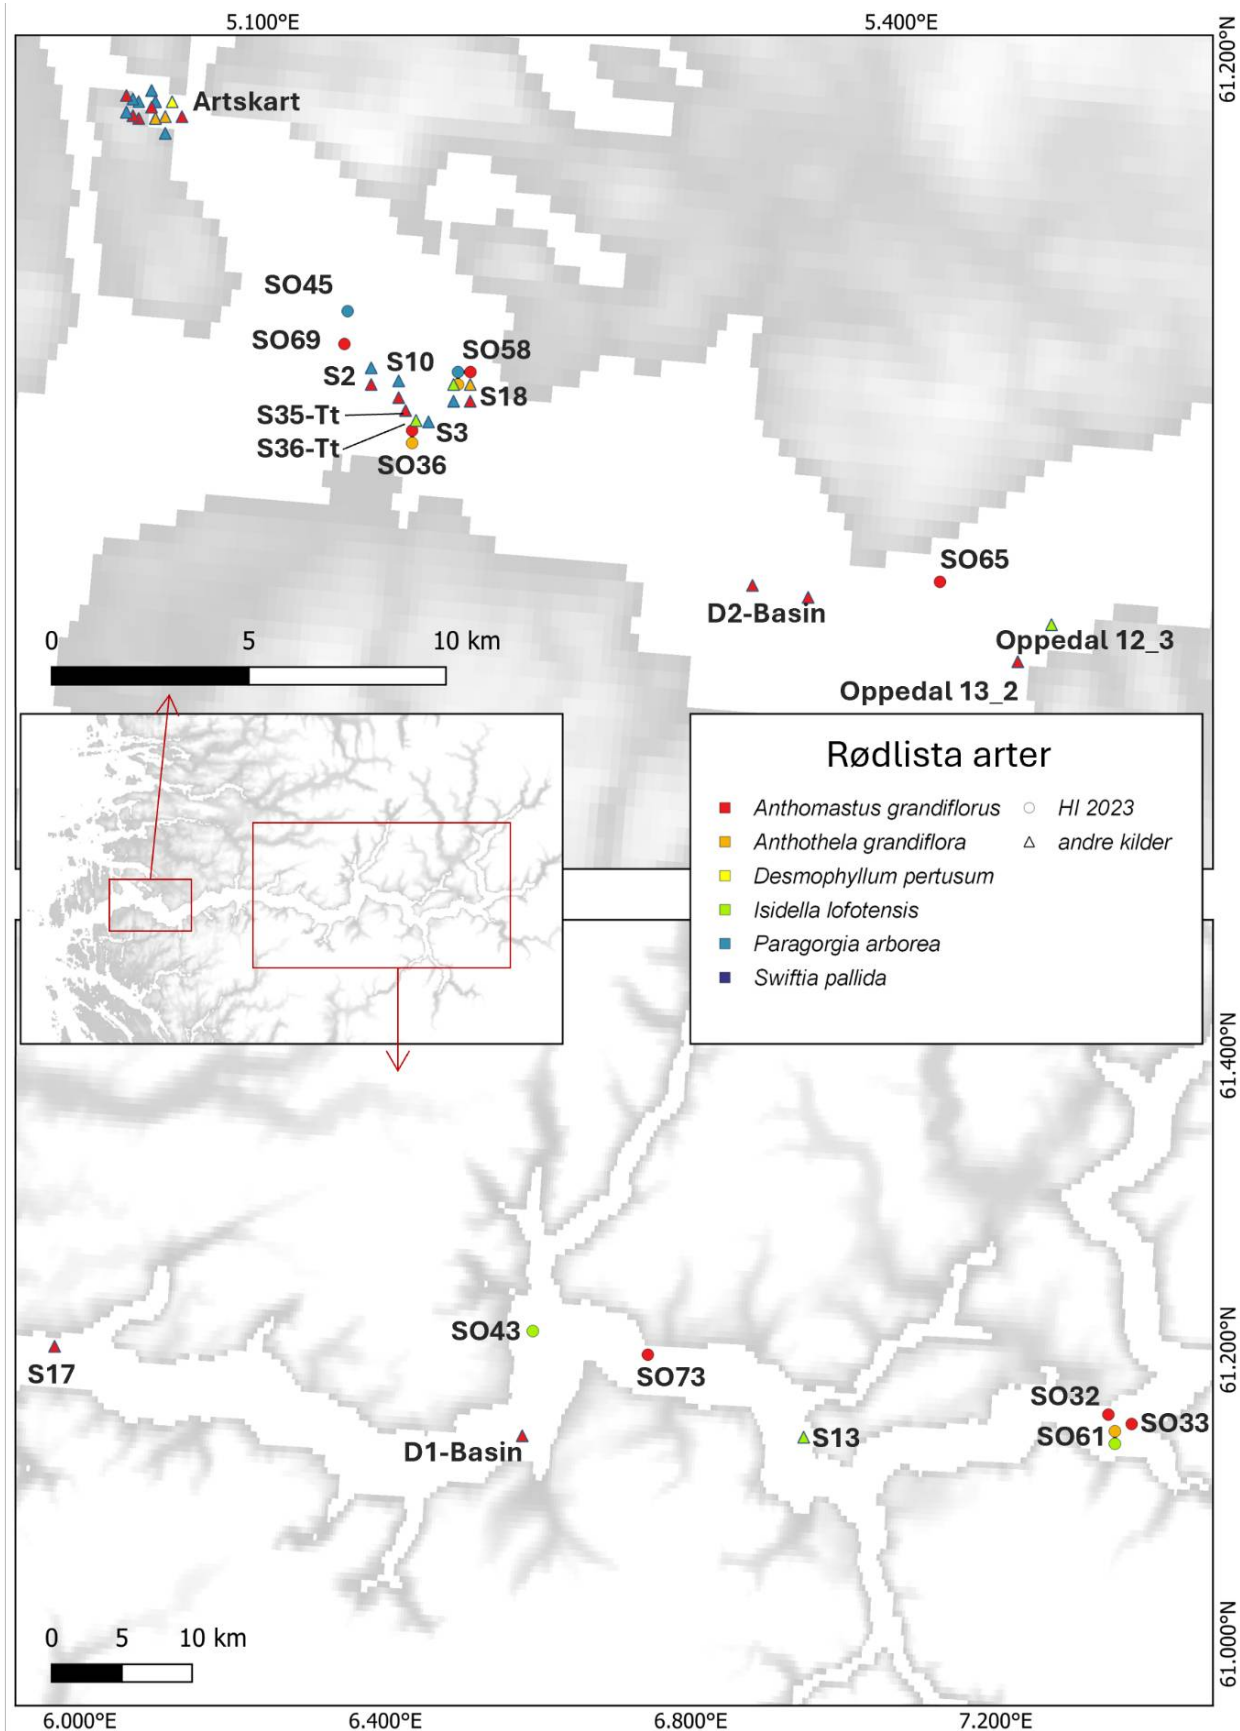 5.100°E 5.400°E
61.200°N
Artskart
SO45
SO69
SO58
S10
S2
S18
S35-Tt
S3
S36-Tt
SO36
SO65
D2-Basin
0 5 10 km
Oppedal 12_3
Oppedal 13_2
Rødlista arter
Anthomastus grandiflorus HI 2023
Anthothela grandiflora andre kilder
Desmophyllum pertusum
Isidella lofotensis
Paragorgia arborea
Swiftia pallida
61.400°N
SO43
61.200°N
S17
SO73
SO32
SO33
SO61
S13
D1-Basin
0 5 10 km
61.000°N
6.000°E 6.400°E 6.800°E 7.200°E